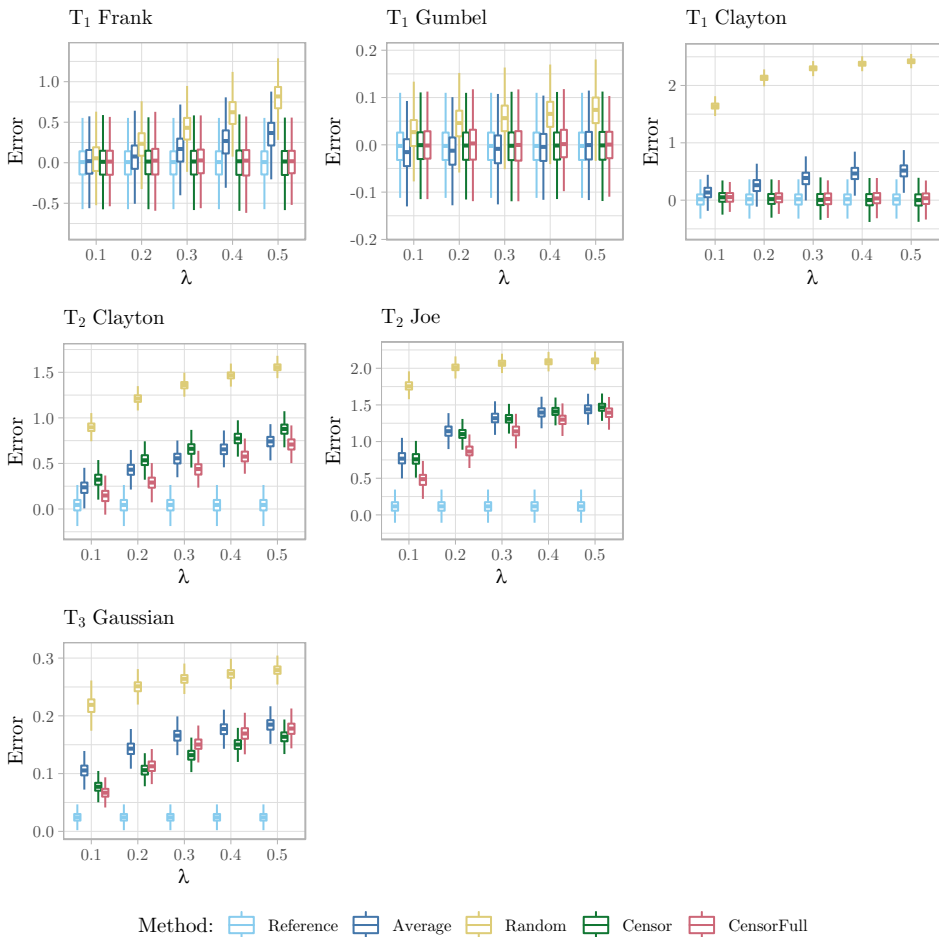 T₁ Frank
Error
1.0
0.5
0.0
-0.5
0.1 0.2 0.3 0.4 0.5
λ
T₁ Gumbel
Error
0.2
0.1
0.0
-0.1
-0.2
0.1 0.2 0.3 0.4 0.5
λ
T₁ Clayton
Error
2
1
0
0.1 0.2 0.3 0.4 0.5
λ
T₂ Clayton
Error
1.5
1.0
0.5
0.0
0.1 0.2 0.3 0.4 0.5
λ
T₂ Joe
Error
2.0
1.5
1.0
0.5
0.0
0.1 0.2 0.3 0.4 0.5
λ
T₃ Gaussian
Error
0.3
0.2
0.1
0.0
0.1 0.2 0.3 0.4 0.5
λ
Method: Reference Average Random Censor CensorFull